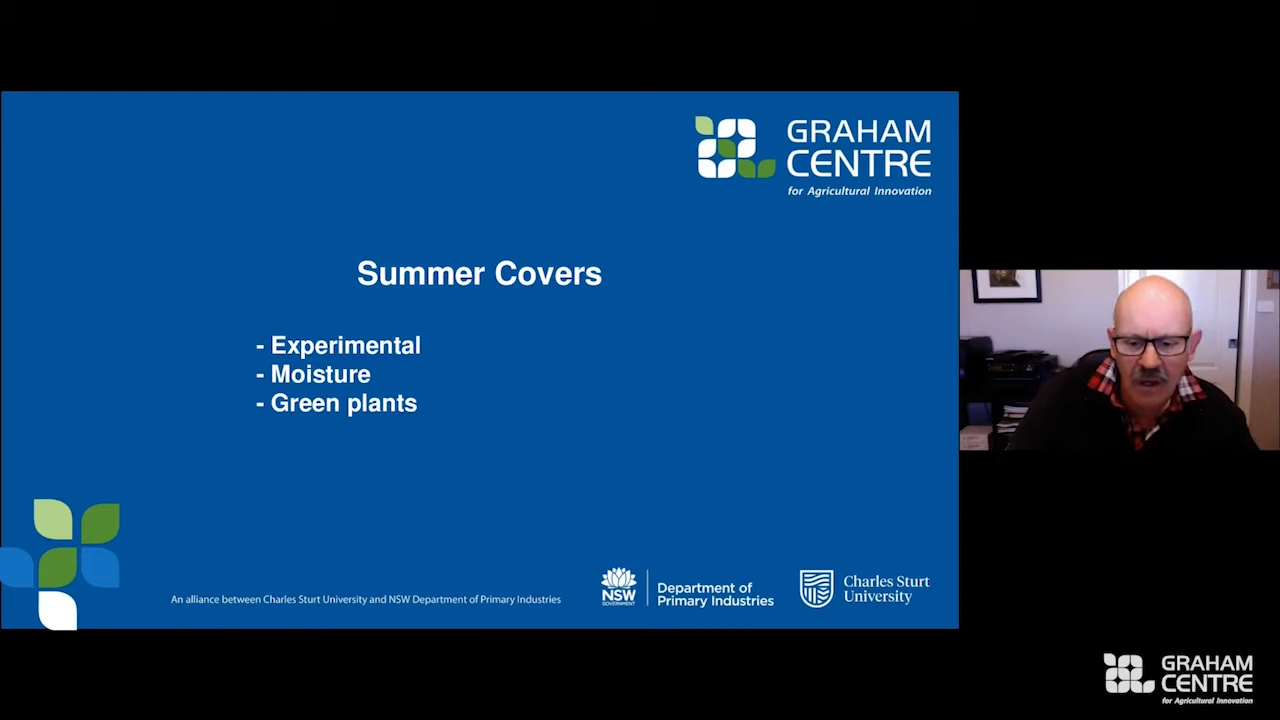 GRAHAM
CENTRE
for Agricultural Innovation
Summer Covers
- Experimental
- Moisture
- Green plants
An alliance between Charles Sturt University and NSW Department of Primary Industries
NSW
GOVERNMENT
Department of
Primary Industries
Charles Sturt
University
GRAHAM
CENTRE
for Agricultural Innovation